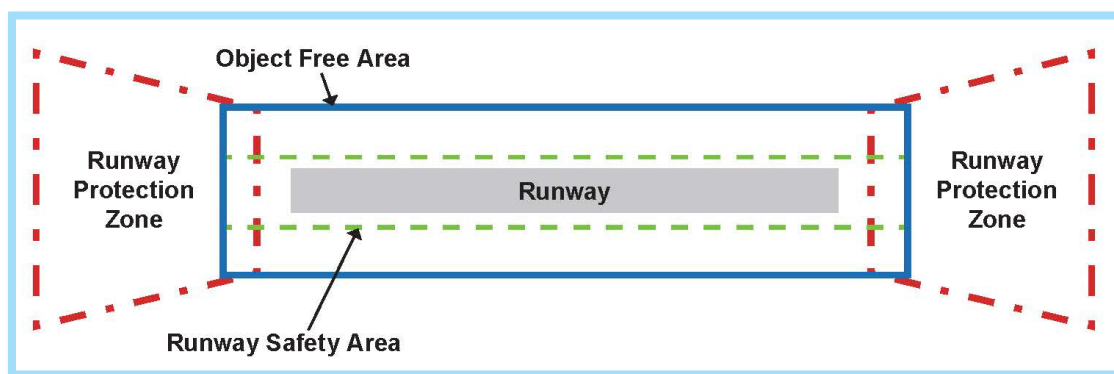 Object Free Area
Runway
Protection
Zone
Runway
Runway
Protection
Zone
Runway Safety Area